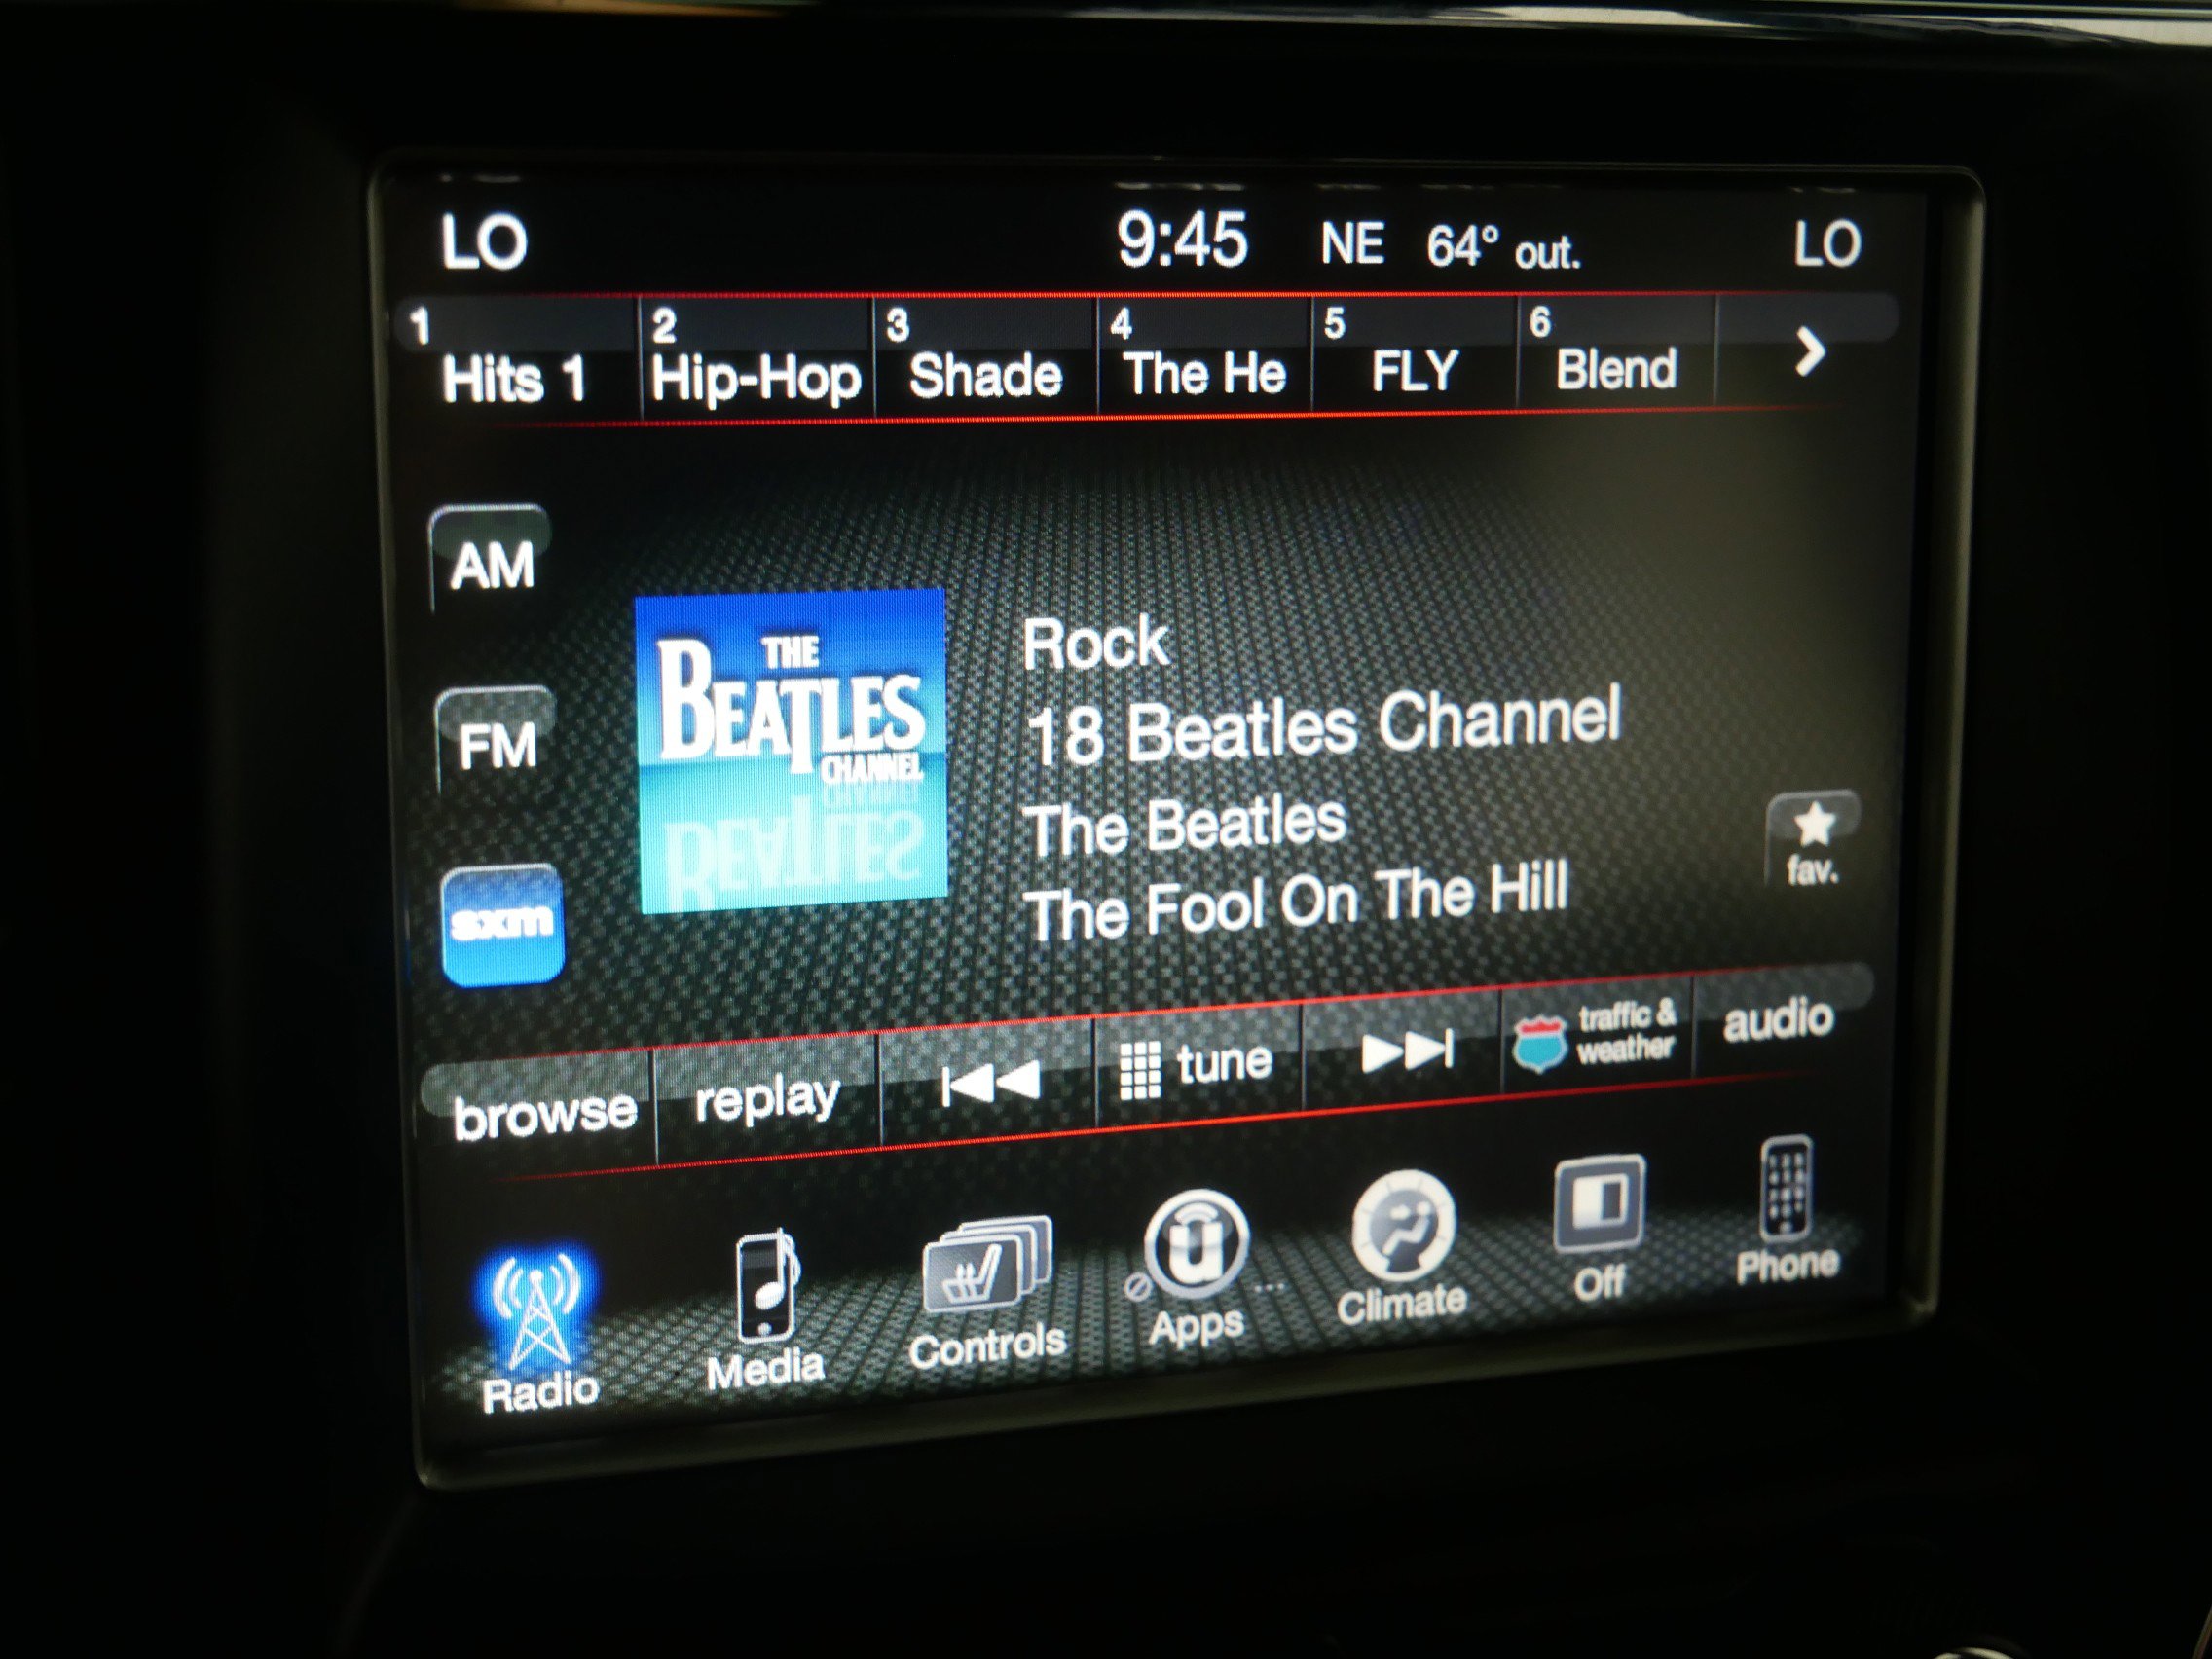 LO 9:45 NE 64° out. LO
1 2 3 4 5 6
Hits 1 Hip-Hop Shade The He FLY Blend
AM
FM
sxm
THE
BEATLES
CHANNEL
Rock
18 Beatles Channel
The Beatles
The Fool On The Hill
fav.
browse replay tune traffic & weather audio
Radio Media Controls Apps ... Climate Off Phone